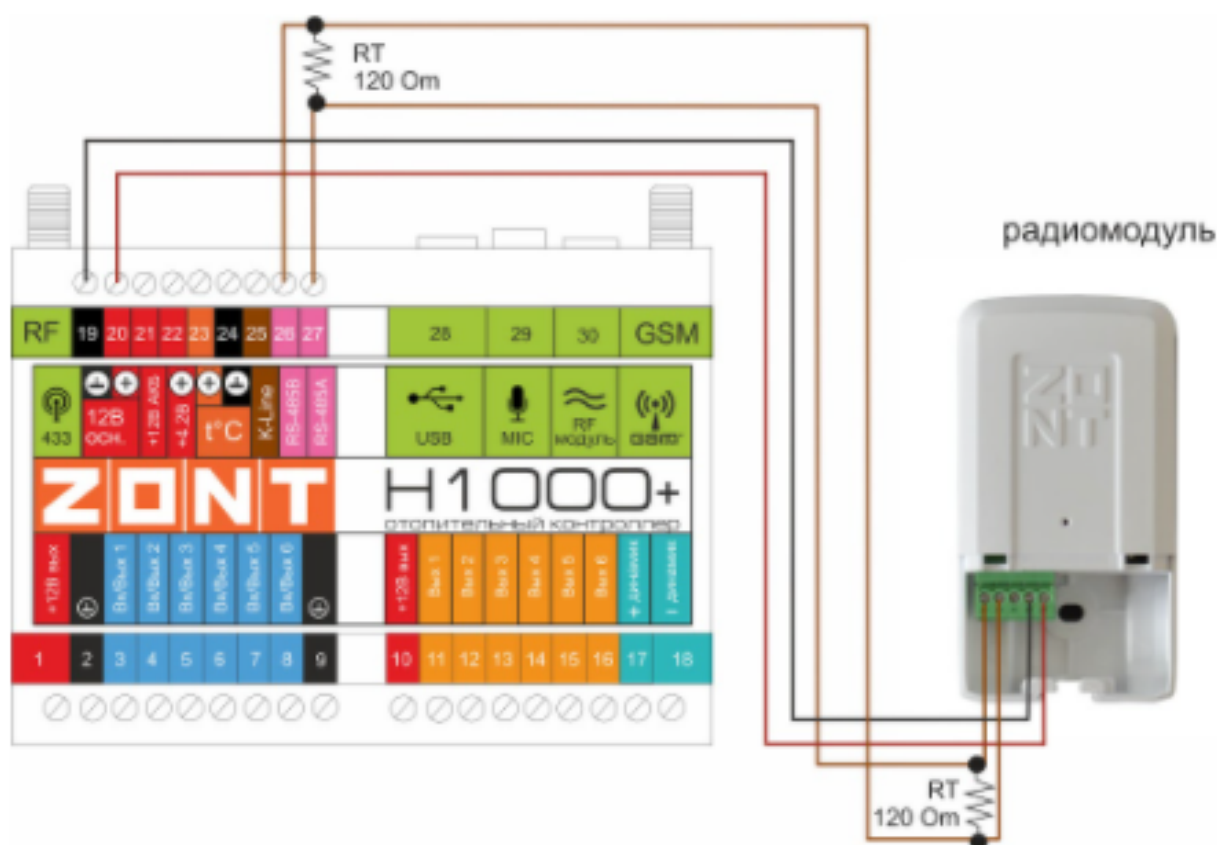 RT
120 Om
радиомодуль
RF 19 20 21 22 23 24 25 26 27 28 29 30 GSM
433
12В
осн.
+12В AUX
+4.2В
t°C
K-Line
RS-485B
RS-485A
USB
MIC
RF
модуль
GSM
ZONT H1000+
отопительный контроллер
+12В вых
Вх/Вых 1
Вх/Вых 2
Вх/Вых 3
Вх/Вых 4
Вх/Вых 5
Вх/Вых 6
+12В вых
Вых 1
Вых 2
Вых 3
Вых 4
Вых 5
Вых 6
+ динамик
- динамик
1 2 3 4 5 6 7 8 9 10 11 12 13 14 15 16 17 18
ZONT
RT
120 Om